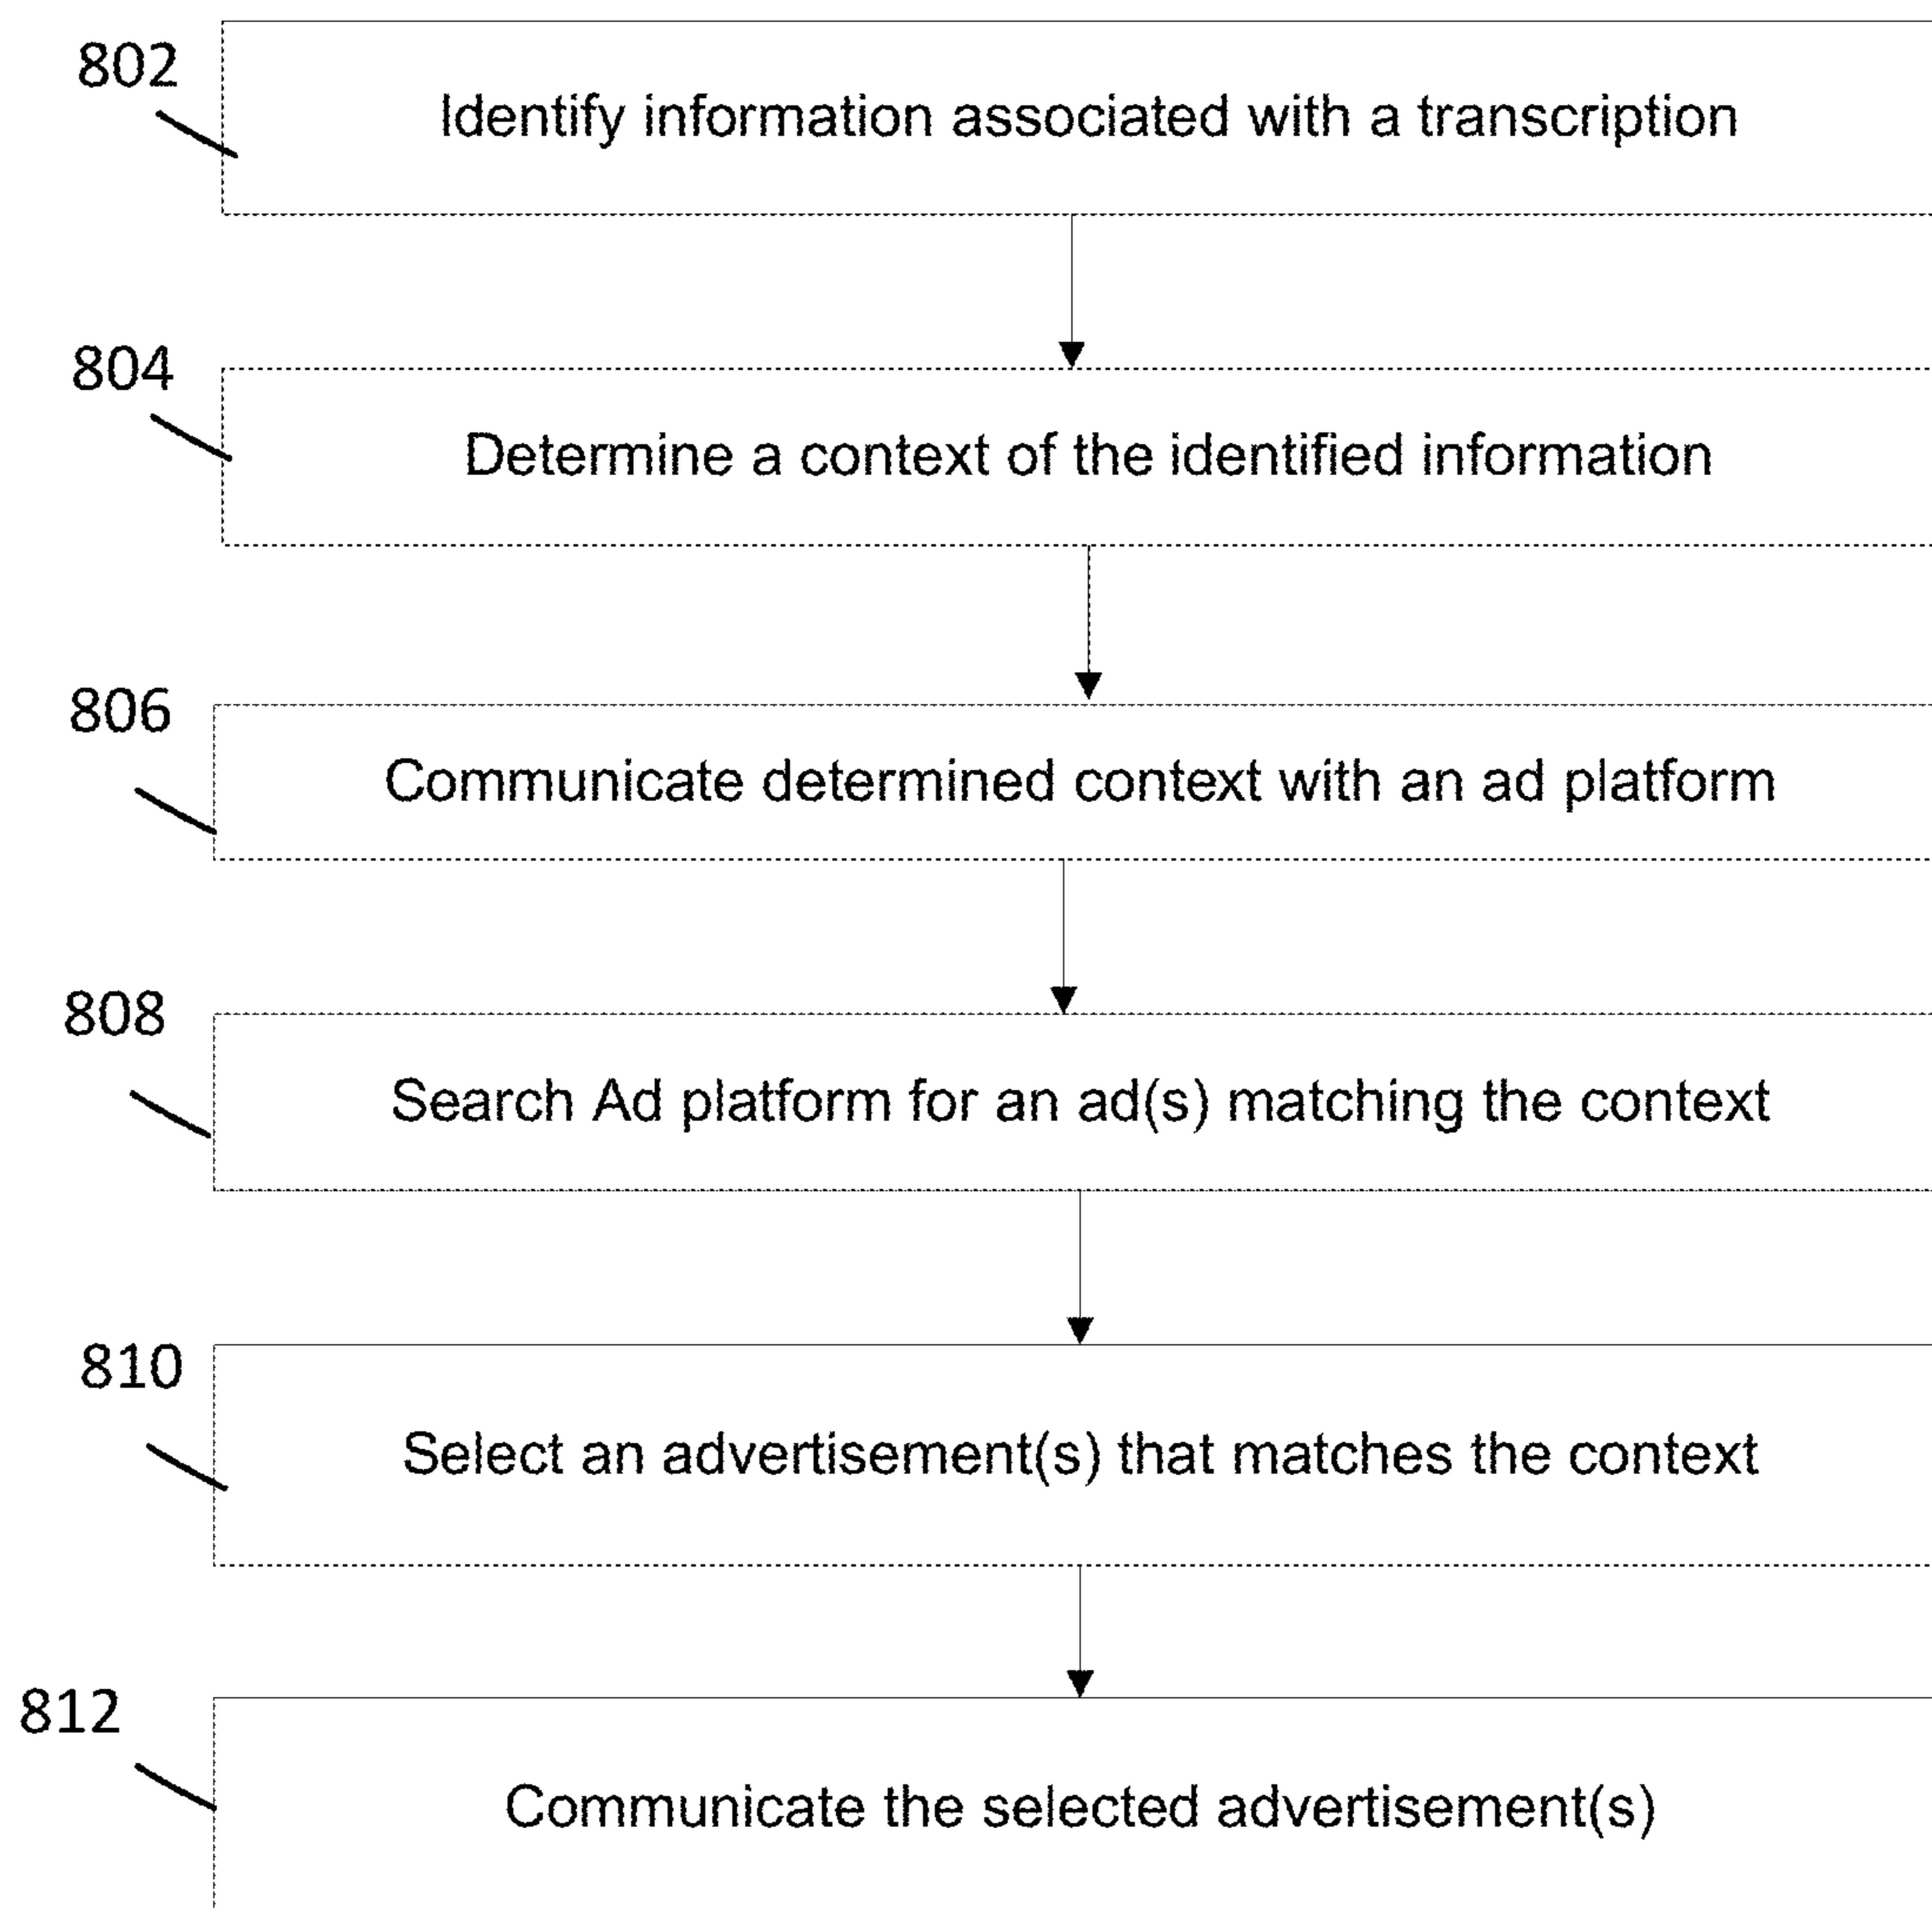 802
Identify information associated with a transcription
804
Determine a context of the identified information
806
Communicate determined context with an ad platform
808
Search Ad platform for an ad(s) matching the context
810
Select an advertisement(s) that matches the context
812
Communicate the selected advertisement(s)